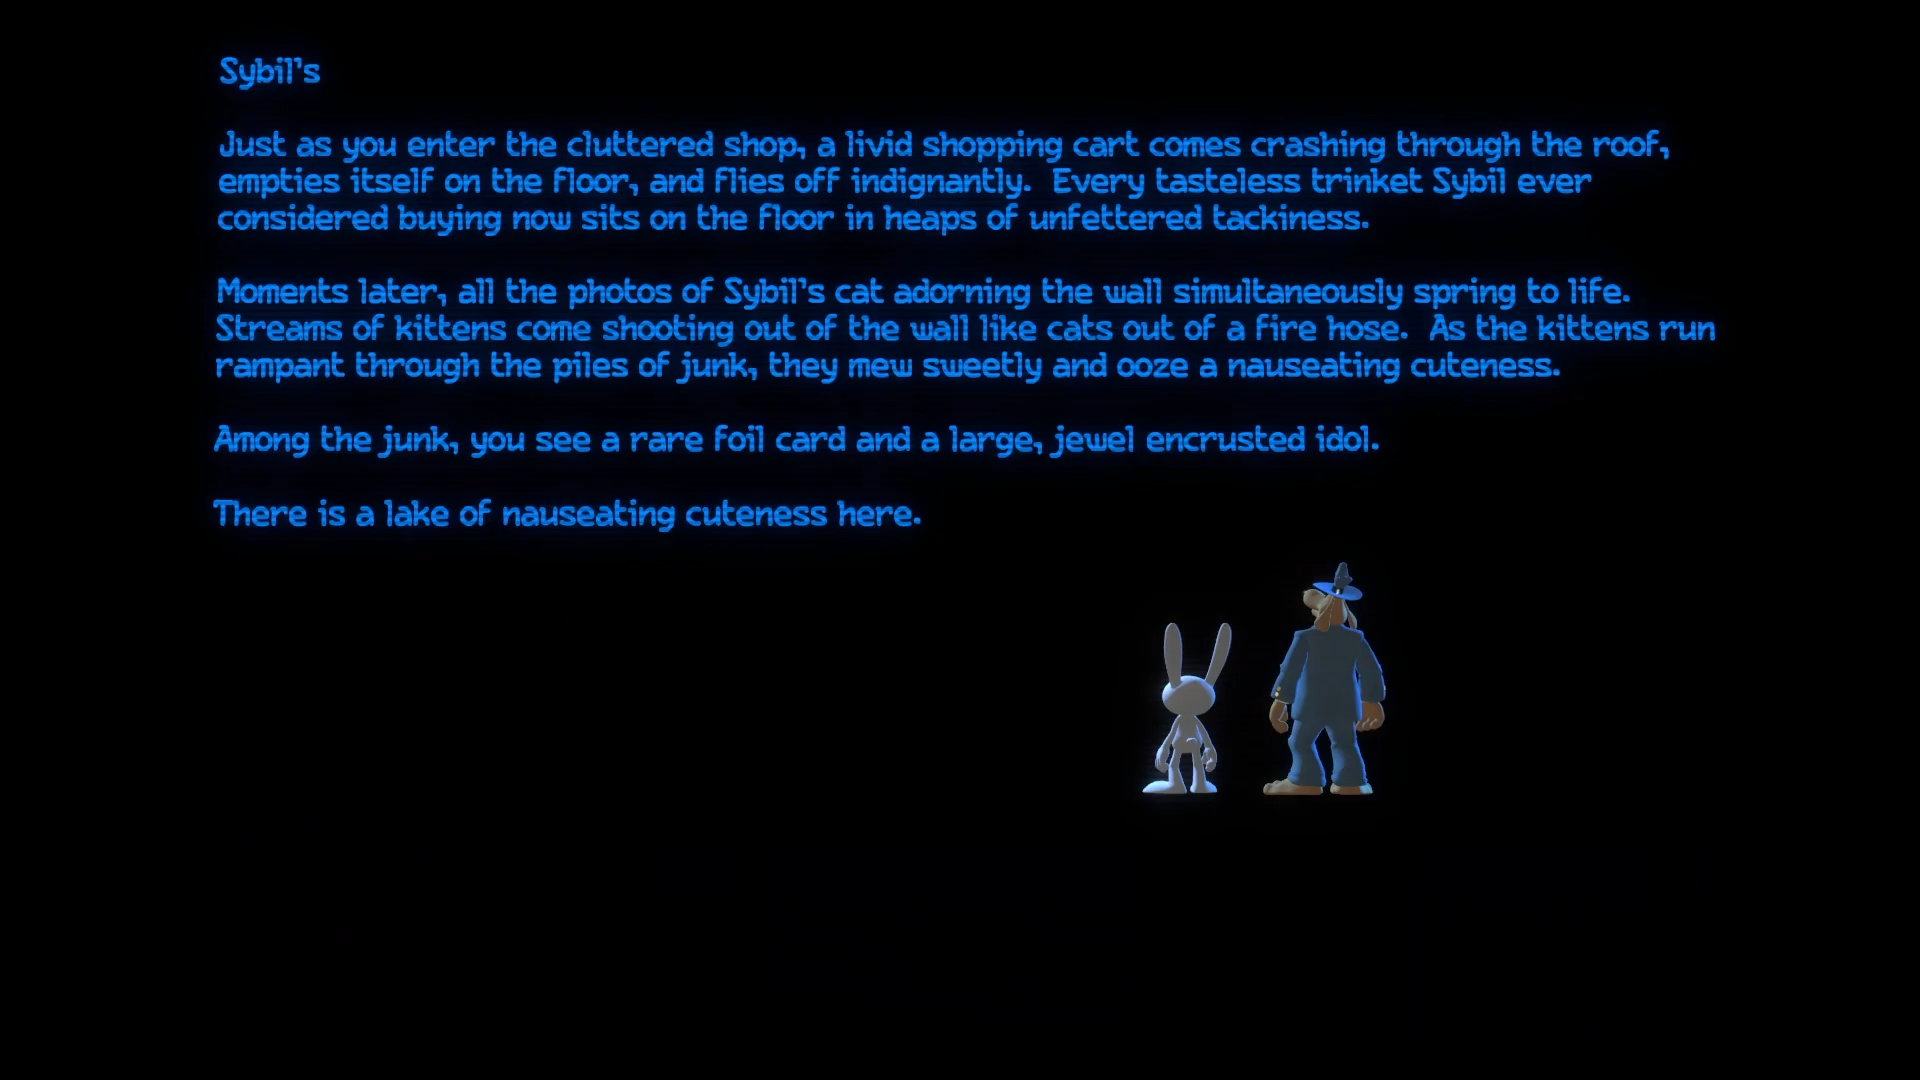 Sybil's
Just as you enter the cluttered shop, a livid shopping cart comes crashing through the roof,
empties itself on the floor, and flies off indignantly.  Every tasteless trinket Sybil ever
considered buying now sits on the floor in heaps of unfettered tackiness.
Moments later, all the photos of Sybil's cat adorning the wall simultaneously spring to life.
Streams of kittens come shooting out of the wall like cats out of a fire hose.  As the kittens run
rampant through the piles of junk, they mew sweetly and ooze a nauseating cuteness.
Among the junk, you see a rare foil card and a large, jewel encrusted idol.
There is a lake of nauseating cuteness here.